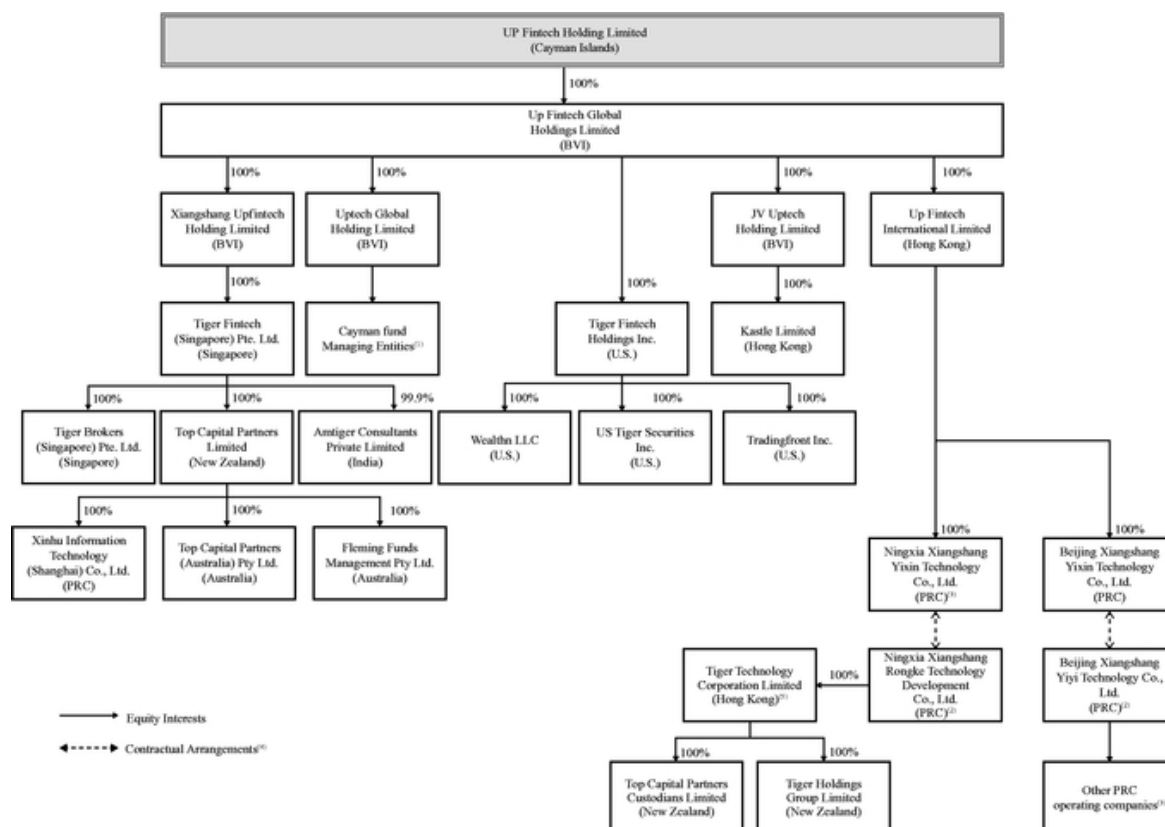 UP Fintech Holding Limited
(Cayman Islands)
100%
Up Fintech Global
Holdings Limited
(BVI)
100%
100%
100%
100%
100%
Xiangshang Upfintech
Holding Limited
(BVI)
Uptech Global
Holding Limited
(BVI)
JV Uptech
Holding Limited
(BVI)
Up Fintech
International Limited
(Hong Kong)
100%
100%
Tiger Fintech
(Singapore) Pte. Ltd.
(Singapore)
Cayman fund
Managing Entities(1)
Tiger Fintech
Holdings Inc.
(U.S.)
Kastle Limited
(Hong Kong)
100%
100%
99.9%
100%
100%
100%
Tiger Brokers
(Singapore) Pte. Ltd.
(Singapore)
Top Capital Partners
Limited
(New Zealand)
Amtiger Consultants
Private Limited
(India)
Wealthn LLC
(U.S.)
US Tiger Securities
Inc.
(U.S.)
Tradingfront Inc.
(U.S.)
100%
100%
100%
100%
100%
Xinhu Information
Technology
(Shanghai) Co., Ltd.
(PRC)
Top Capital Partners
(Australia) Pty Ltd.
(Australia)
Fleming Funds
Management Pty Ltd.
(Australia)
Ningxia Xiangshang
Yixin Technology
Co., Ltd.
(PRC)
Beijing Xiangshang
Yixin Technology
Co., Ltd.
(PRC)
Tiger Technology
Corporation Limited
(Hong Kong)(5)
100%
Ningxia Xiangshang
Rongke Technology
Development
Co., Ltd.
(PRC)(2)
Beijing Xiangshang
Yiyi Technology Co.,
Ltd.
(PRC)(2)
Equity Interests
Contractual Arrangements
100%
100%
100%
Top Capital Partners
Custodians Limited
(New Zealand)
Tiger Holdings
Group Limited
(New Zealand)
Other PRC
operating companies